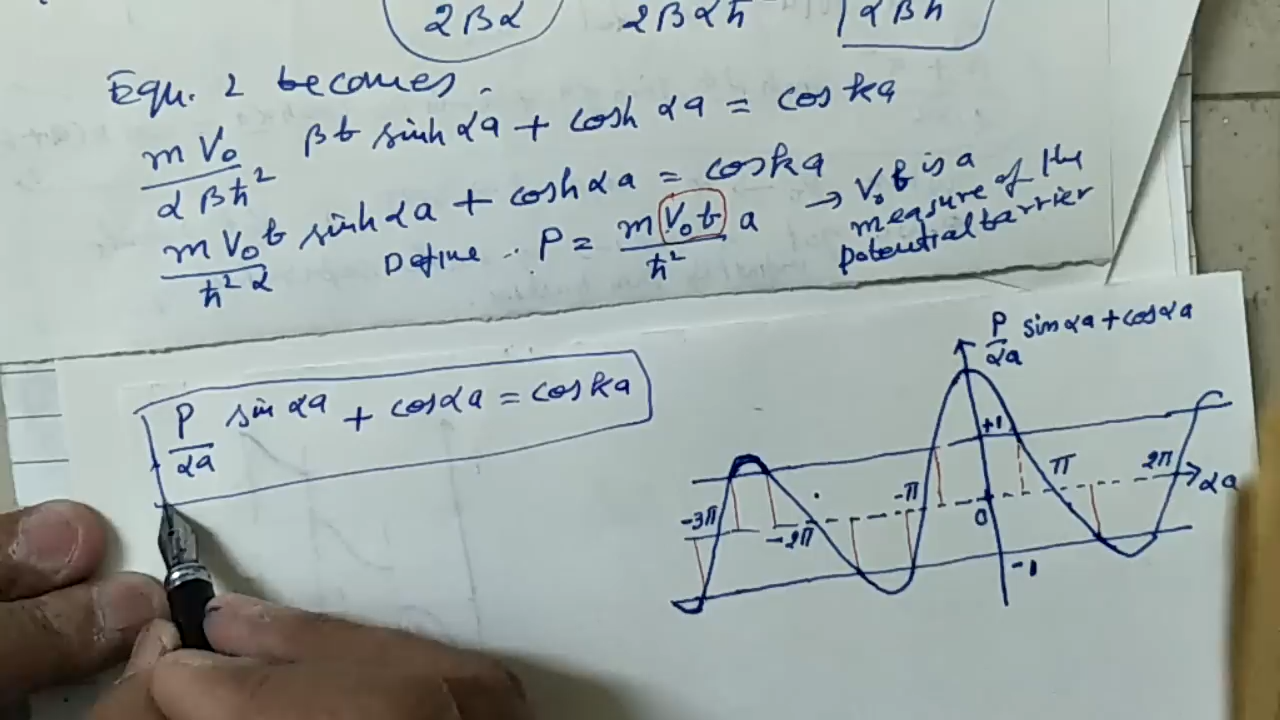 2βα 2βαħ αβħ
Equ. 2 becomes.
mV₀/αβħ² βb sinh αa + cosh αa = cos ka
mV₀b/ħ²α sinh αa + cosh αa = cos ka
Define .. P = mV₀b/ħ² a → V₀b is a measure of the potential barrier
P/αa sin αa + cos αa = cos ka
P/αa sin αa + cos αa
+1
-3π -2π -π 0 π 2π αa
-1